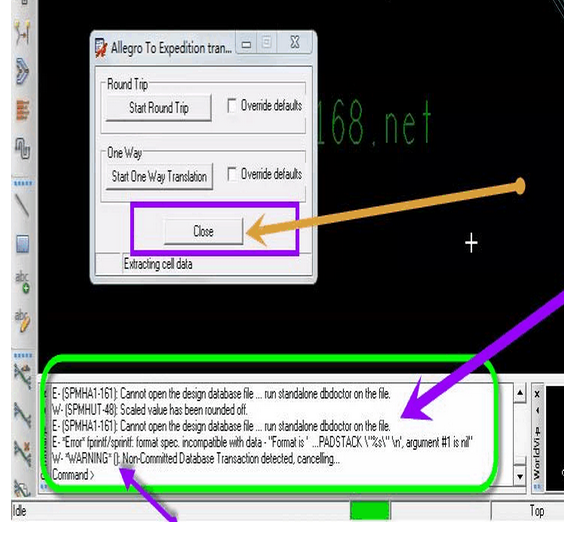 Allegro To Expedition tran...
Round Trip
Start Round Trip
Override defaults
One Way
Start One Way Translation
Override defaults
Close
Extracting cell data
168.net
abc
abc
E- (SPMHA1-161): Cannot open the design database file ... run standalone dbdoctor on the file.
W- (SPMHUT-48): Scaled value has been rounded off.
E- (SPMHA1-161): Cannot open the design database file ... run standalone dbdoctor on the file.
E- *Error* fprintf/sprintf: format spec. incompatible with data - "Format is ' ...PADSTACK \"%s\" \n', argument #1 is nil"
W- *WARNING* (): Non-Committed Database Transaction detected, cancelling...
Command >
WorldVie
Idle
Top